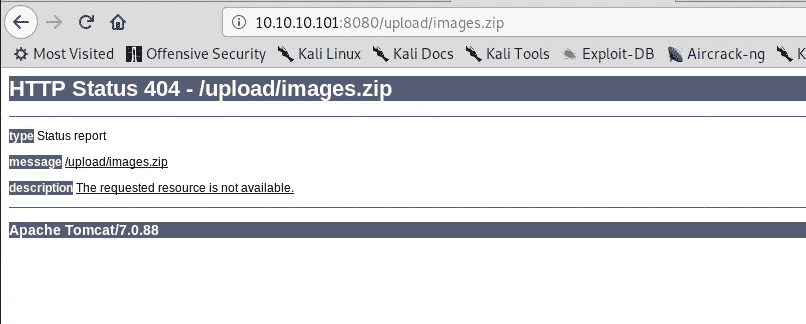 10.10.10.101:8080/upload/images.zip
Most Visited Offensive Security Kali Linux Kali Docs Kali Tools Exploit-DB Aircrack-ng K
HTTP Status 404 - /upload/images.zip
type Status report
message /upload/images.zip
description The requested resource is not available.
Apache Tomcat/7.0.88